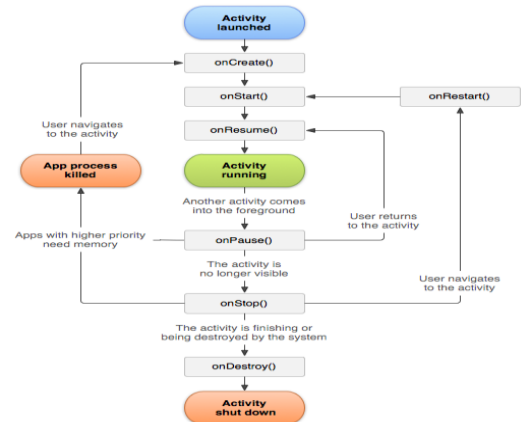 Activity
launched
onCreate()
onStart()
onRestart()
onResume()
User navigates
to the activity
App process
killed
Activity
running
Another activity comes
into the foreground
User returns
to the activity
Apps with higher priority
need memory
onPause()
The activity is
no longer visible
User navigates
to the activity
onStop()
The activity is finishing or
being destroyed by the system
onDestroy()
Activity
shut down